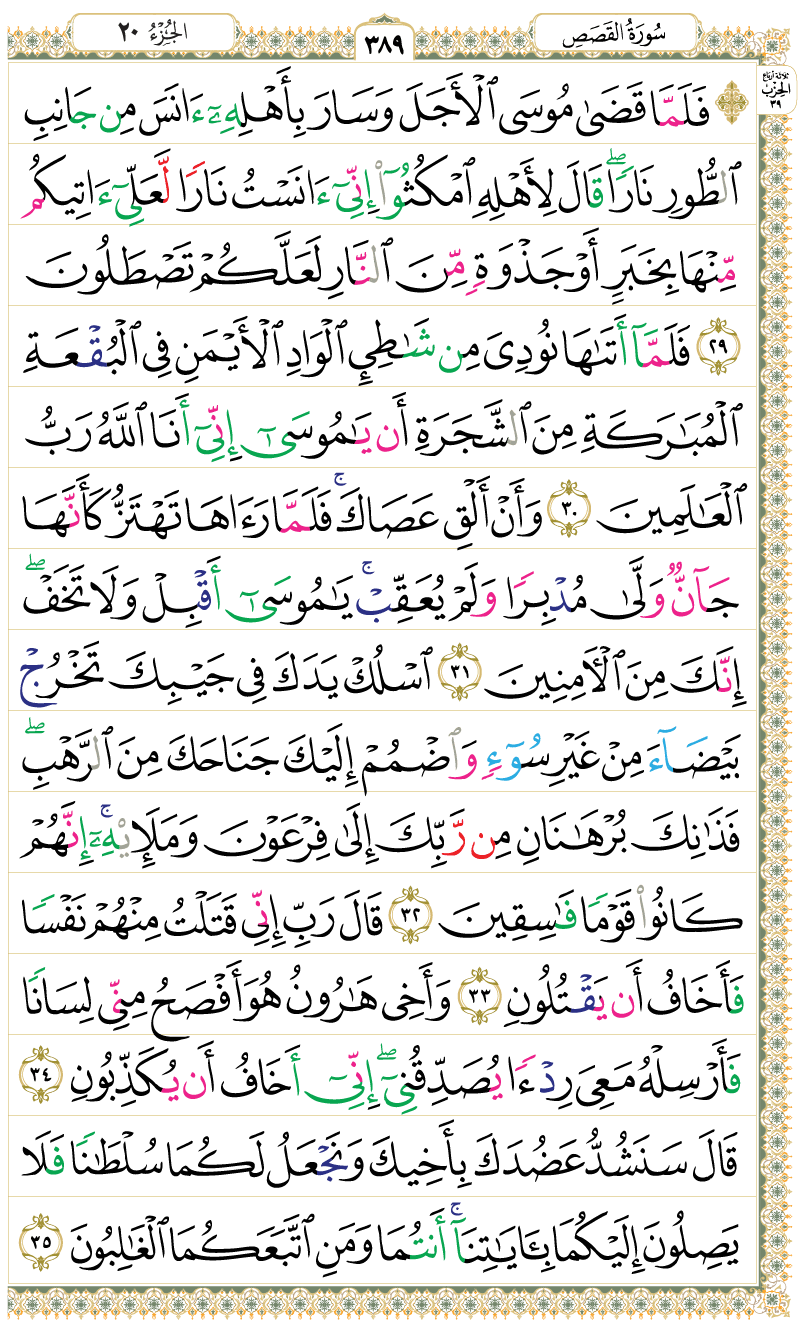 سُورَةُ القَصَصِ ٣٨٩ الجُزْءُ ٢٠
ثلاثة أرباع الحِزْب ٣٩
فَلَمَّا قَضَىٰ مُوسَى ٱلْأَجَلَ وَسَارَ بِأَهْلِهِۦٓ ءَانَسَ مِن جَانِبِ
ٱلطُّورِ نَارًاۖ قَالَ لِأَهْلِهِ ٱمْكُثُوٓا۟ إِنِّىٓ ءَانَسْتُ نَارًا لَّعَلِّىٓ ءَاتِيكُم
مِّنْهَا بِخَبَرٍ أَوْ جَذْوَةٍ مِّنَ ٱلنَّارِ لَعَلَّكُمْ تَصْطَلُونَ
٢٩ فَلَمَّآ أَتَىٰهَا نُودِىَ مِن شَـٰطِئِ ٱلْوَادِ ٱلْأَيْمَنِ فِى ٱلْبُقْعَةِ
ٱلْمُبَـٰرَكَةِ مِنَ ٱلشَّجَرَةِ أَن يَـٰمُوسَىٰٓ إِنِّىٓ أَنَا ٱللَّهُ رَبُّ
ٱلْعَـٰلَمِينَ ٣٠ وَأَنْ أَلْقِ عَصَاكَۚ فَلَمَّا رَءَاهَا تَهْتَزُّ كَأَنَّهَا
جَآنٌّ وَلَّىٰ مُدْبِرًا وَلَمْ يُعَقِّبْۚ يَـٰمُوسَىٰٓ أَقْبِلْ وَلَا تَخَفْۖ
إِنَّكَ مِنَ ٱلْـَٔامِنِينَ ٣١ ٱسْلُكْ يَدَكَ فِى جَيْبِكَ تَخْرُجْ
بَيْضَآءَ مِنْ غَيْرِ سُوٓءٍ وَٱضْمُمْ إِلَيْكَ جَنَاحَكَ مِنَ ٱلرَّهْبِۖ
فَذَٰنِكَ بُرْهَـٰنَانِ مِن رَّبِّكَ إِلَىٰ فِرْعَوْنَ وَمَلَإِي۟هِۦٓۚ إِنَّهُمْ
كَانُوا۟ قَوْمًا فَـٰسِقِينَ ٣٢ قَالَ رَبِّ إِنِّى قَتَلْتُ مِنْهُمْ نَفْسًا
فَأَخَافُ أَن يَقْتُلُونِ ٣٣ وَأَخِى هَـٰرُونُ هُوَ أَفْصَحُ مِنِّى لِسَانًا
فَأَرْسِلْهُ مَعِىَ رِدْءًا يُصَدِّقُنِىٓۖ إِنِّىٓ أَخَافُ أَن يُكَذِّبُونِ ٣٤
قَالَ سَنَشُدُّ عَضُدَكَ بِأَخِيكَ وَنَجْعَلُ لَكُمَا سُلْطَـٰنًا فَلَا
يَصِلُونَ إِلَيْكُمَا بِـَٔايَـٰتِنَآۚ أَنتُمَا وَمَنِ ٱتَّبَعَكُمَا ٱلْغَـٰلِبُونَ ٣٥